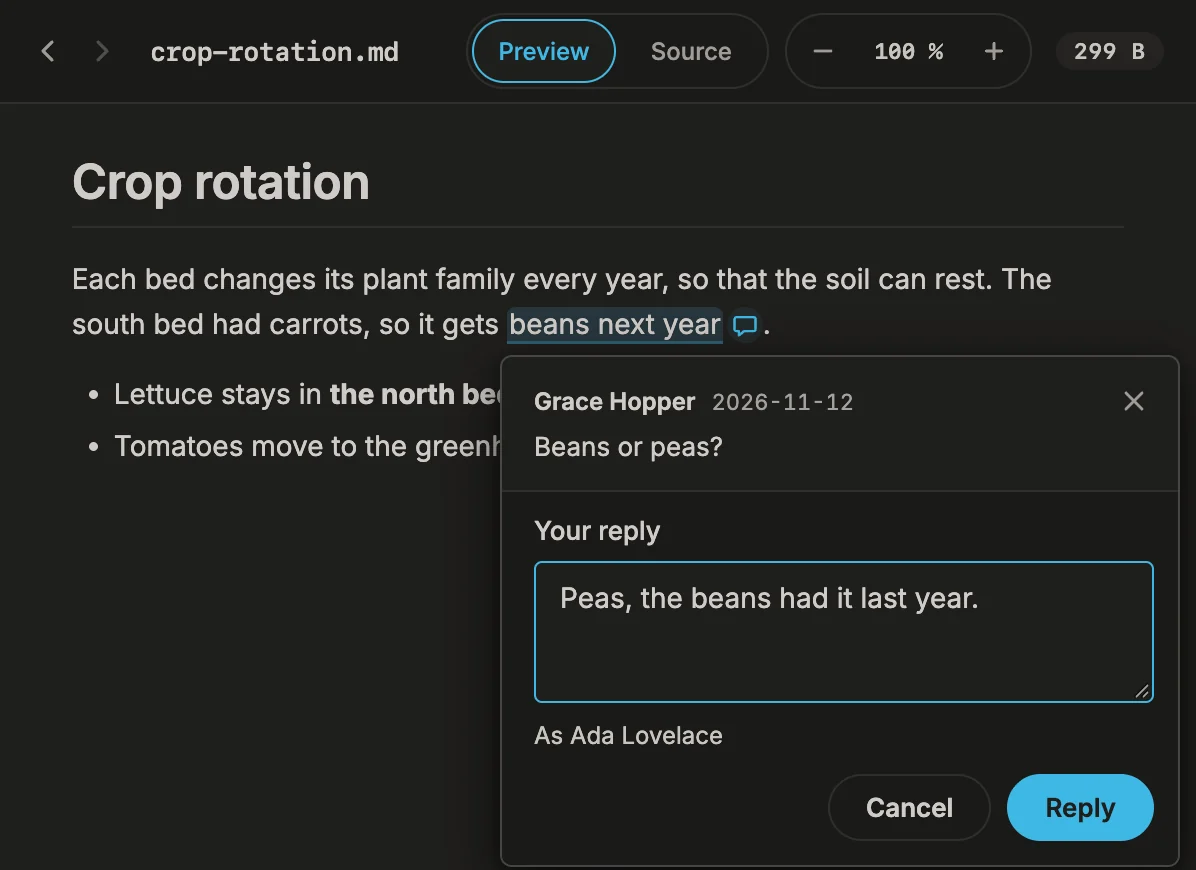 crop-rotation.md
Preview
Source
100 %
299 B
Crop rotation
Each bed changes its plant family every year, so that the soil can rest. The
south bed had carrots, so it gets beans next year .
Lettuce stays in the north
Tomatoes move to the
Grace Hopper 2026-11-12
Beans or peas?
Your reply
Peas, the beans had it last year.
As Ada Lovelace
Cancel
Reply